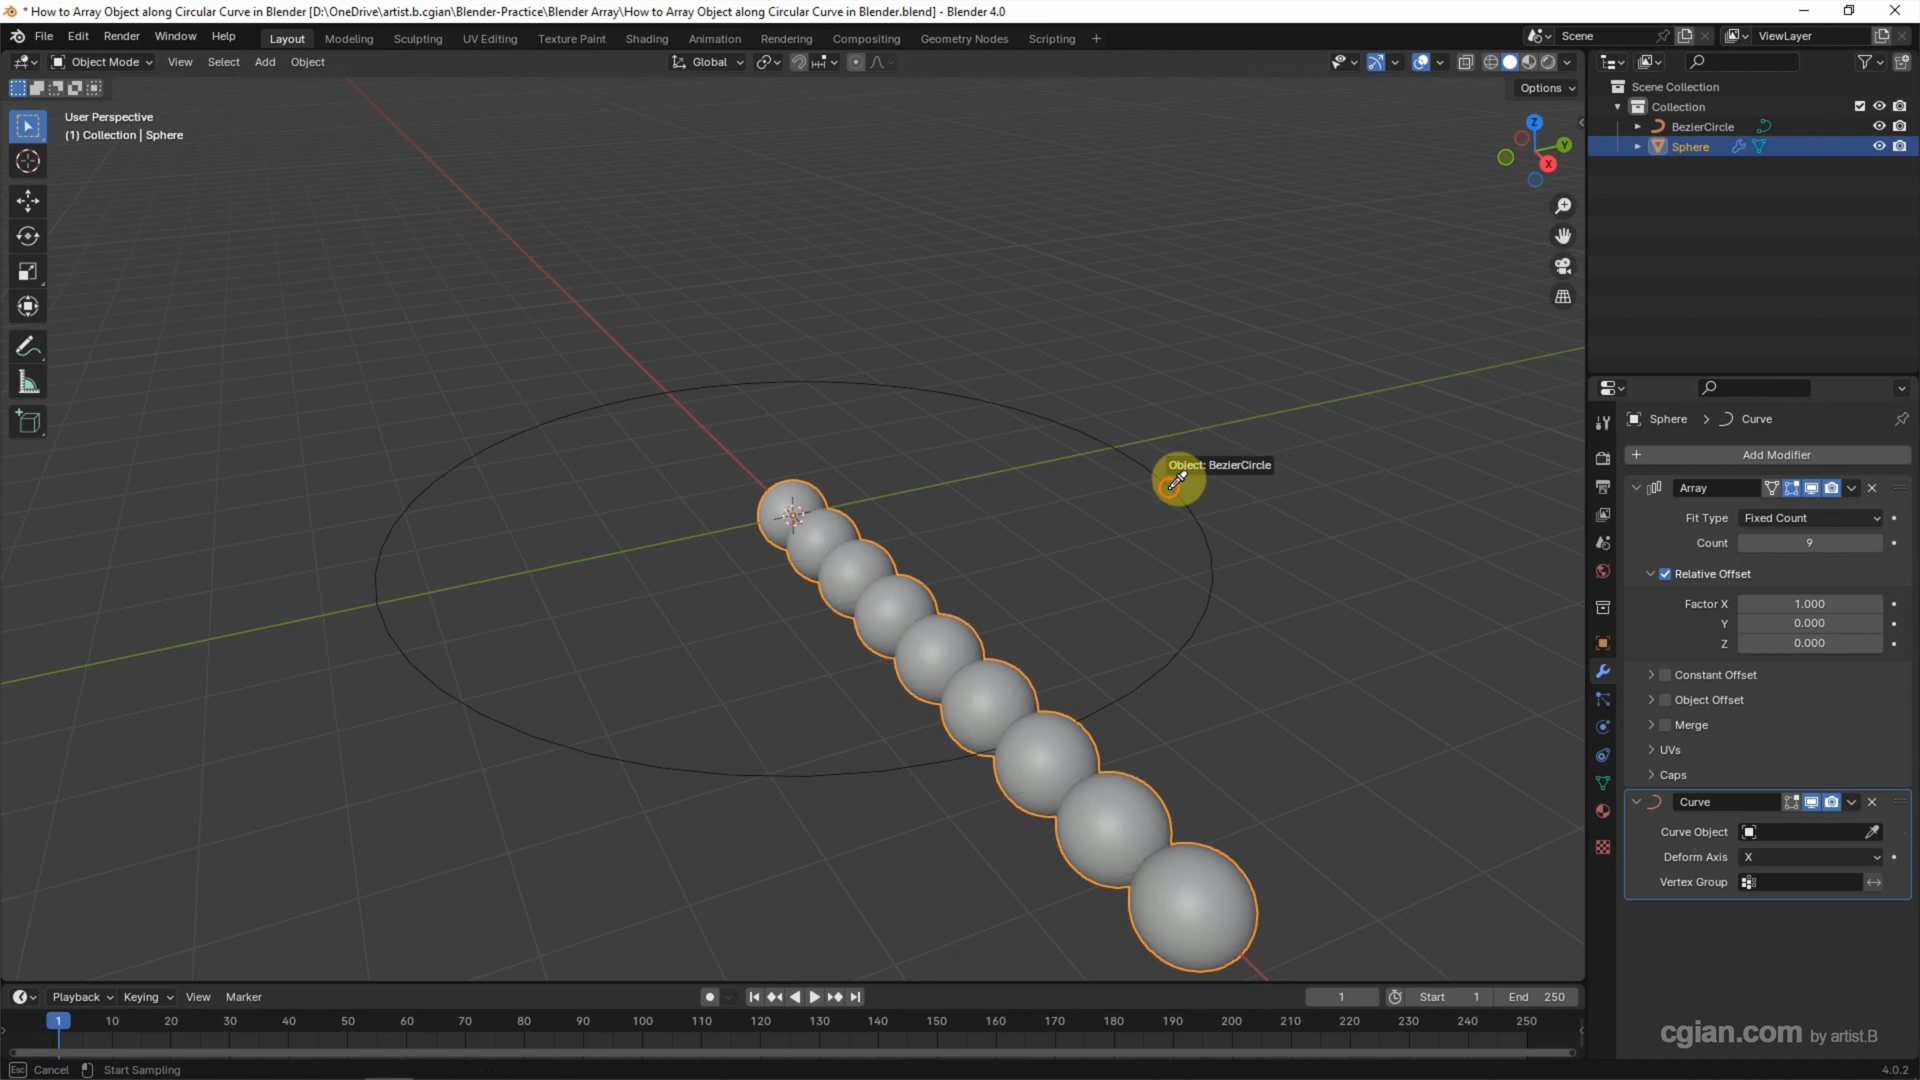 * How to Array Object along Circular Curve in Blender [D:\OneDrive\artist.b.cgian\Blender-Practice\Blender Array\How to Array Object along Circular Curve in Blender.blend] - Blender 4.0
File Edit Render Window Help
Layout Modeling Sculpting UV Editing Texture Paint Shading Animation Rendering Compositing Geometry Nodes Scripting +
Scene
ViewLayer
Object Mode View Select Add Object
Global
Options
User Perspective
(1) Collection | Sphere
Z
Y
X
Object: BezierCircle
Scene Collection
Collection
BezierCircle
Sphere
Sphere > Curve
+ Add Modifier
Array
Fit Type Fixed Count
Count 9
Relative Offset
Factor X 1.000
Y 0.000
Z 0.000
Constant Offset
Object Offset
Merge
UVs
Caps
Curve
Curve Object
Deform Axis X
Vertex Group
Playback Keying View Marker
1
Start 1
End 250
1 10 20 30 40 50 60 70 80 90 100 110 120 130 140 150 160 170 180 190 200 210 220 230 240 250
cgian.com by artist.B
Esc Cancel Start Sampling
4.0.2